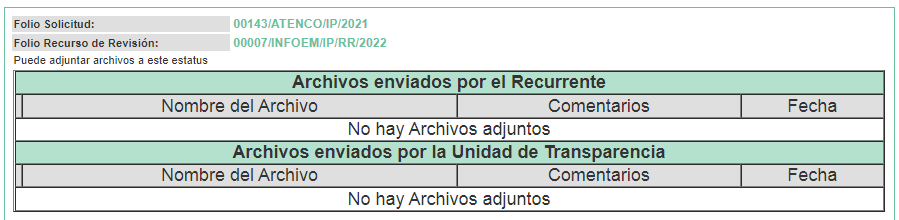 Folio Solicitud: 00143/ATENCO/IP/2021
Folio Recurso de Revisión: 00007/INFOEM/IP/RR/2022
Puede adjuntar archivos a este estatus
Archivos enviados por el Recurrente
Nombre del Archivo Comentarios Fecha
No hay Archivos adjuntos
Archivos enviados por la Unidad de Transparencia
Nombre del Archivo Comentarios Fecha
No hay Archivos adjuntos